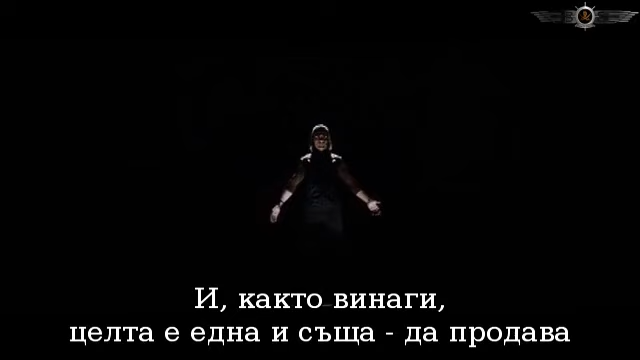 И, както винаги,
целта е една и съща - да продава